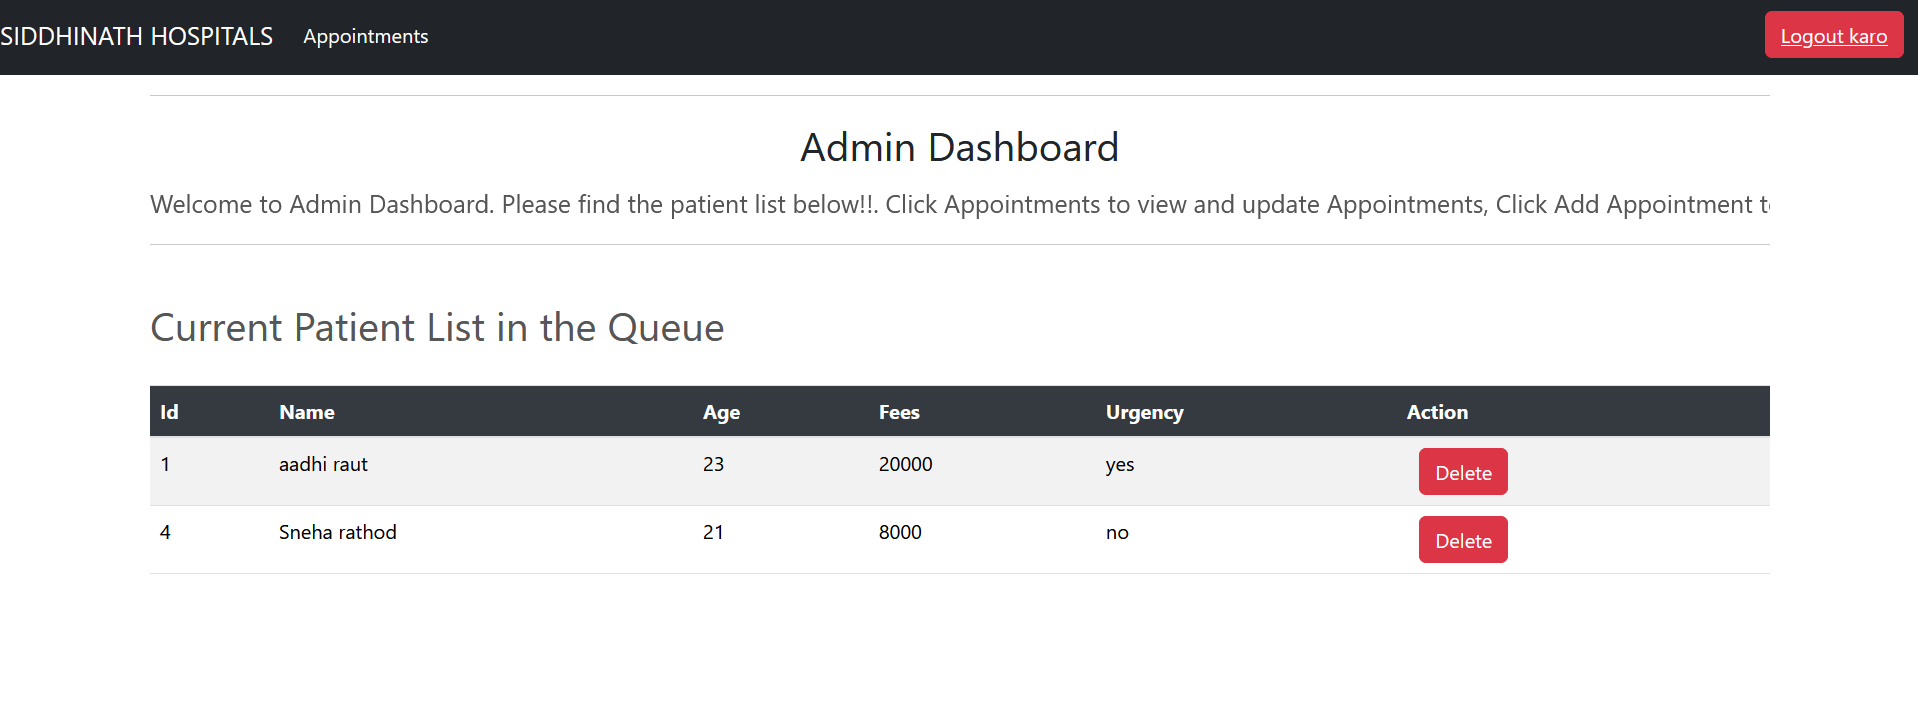 SIDDHINATH HOSPITALS Appointments Logout karo
Admin Dashboard
Welcome to Admin Dashboard. Please find the patient list below!!. Click Appointments to view and update Appointments, Click Add Appointment
Current Patient List in the Queue
Id Name Age Fees Urgency Action
1 aadhi raut 23 20000 yes Delete
4 Sneha rathod 21 8000 no Delete